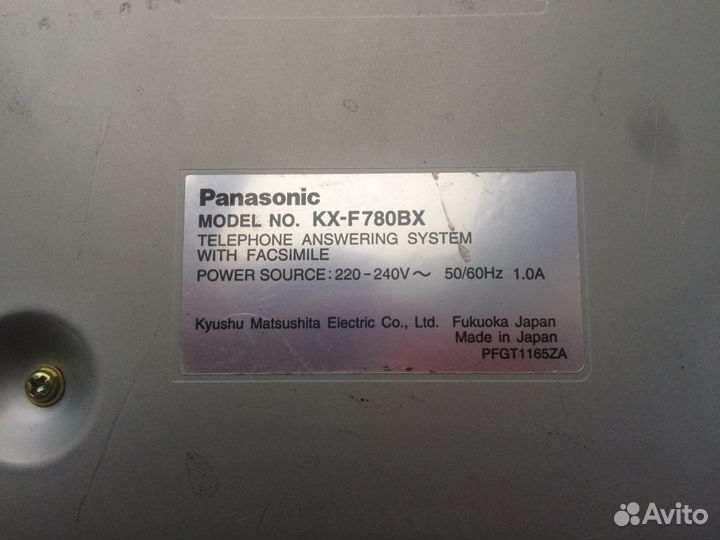 Panasonic
MODEL NO. KX-F780BX
TELEPHONE ANSWERING SYSTEM
WITH FACSIMILE
POWER SOURCE: 220-240V~ 50/60Hz 1.0A
Kyushu Matsushita Electric Co., Ltd. Fukuoka Japan
Made in Japan
PFGT1165ZA
Avito